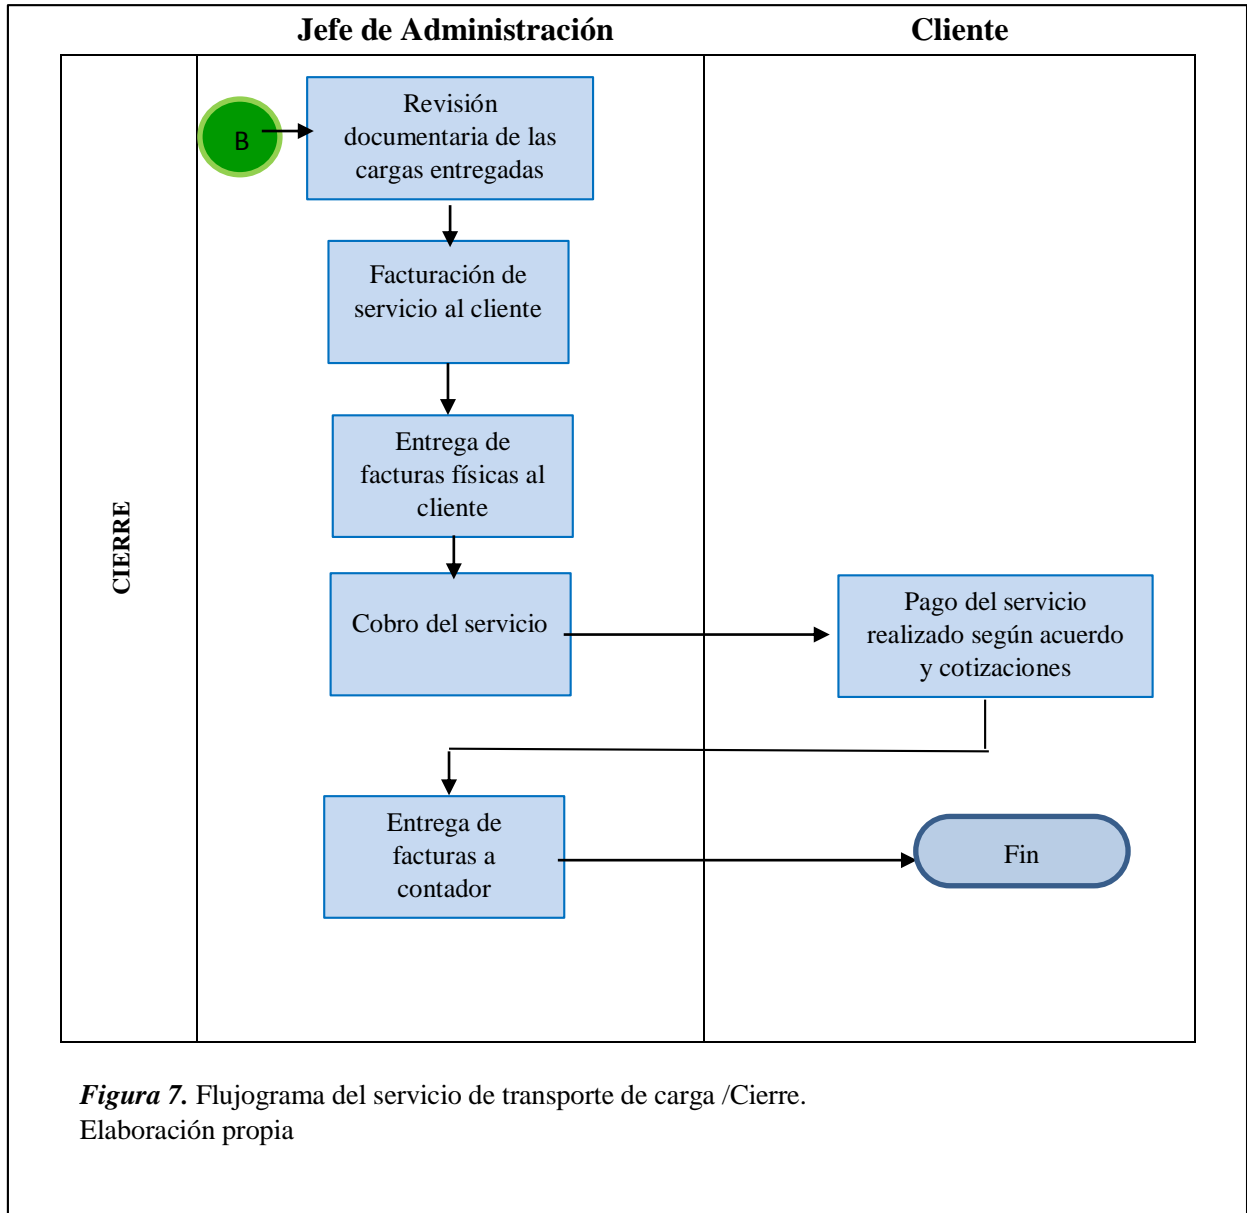 Jefe de Administración
Cliente
B
Revisión
documentaria de las
cargas entregadas
Facturación de
servicio al cliente
Entrega de
facturas físicas al
cliente
CIERRE
Cobro del servicio
Pago del servicio
realizado según acuerdo
y cotizaciones
Entrega de
facturas a
contador
Fin
Figura 7. Flujograma del servicio de transporte de carga /Cierre.
Elaboración propia